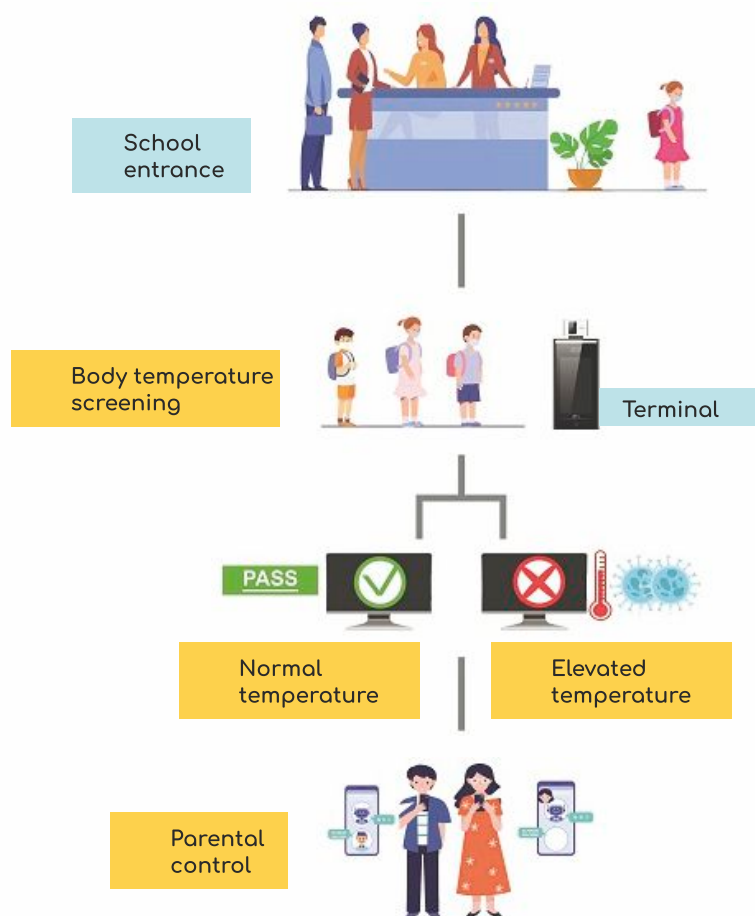 School
entrance
Body temperature
screening
Terminal
PASS
Normal
temperature
Elevated
temperature
Parental
control